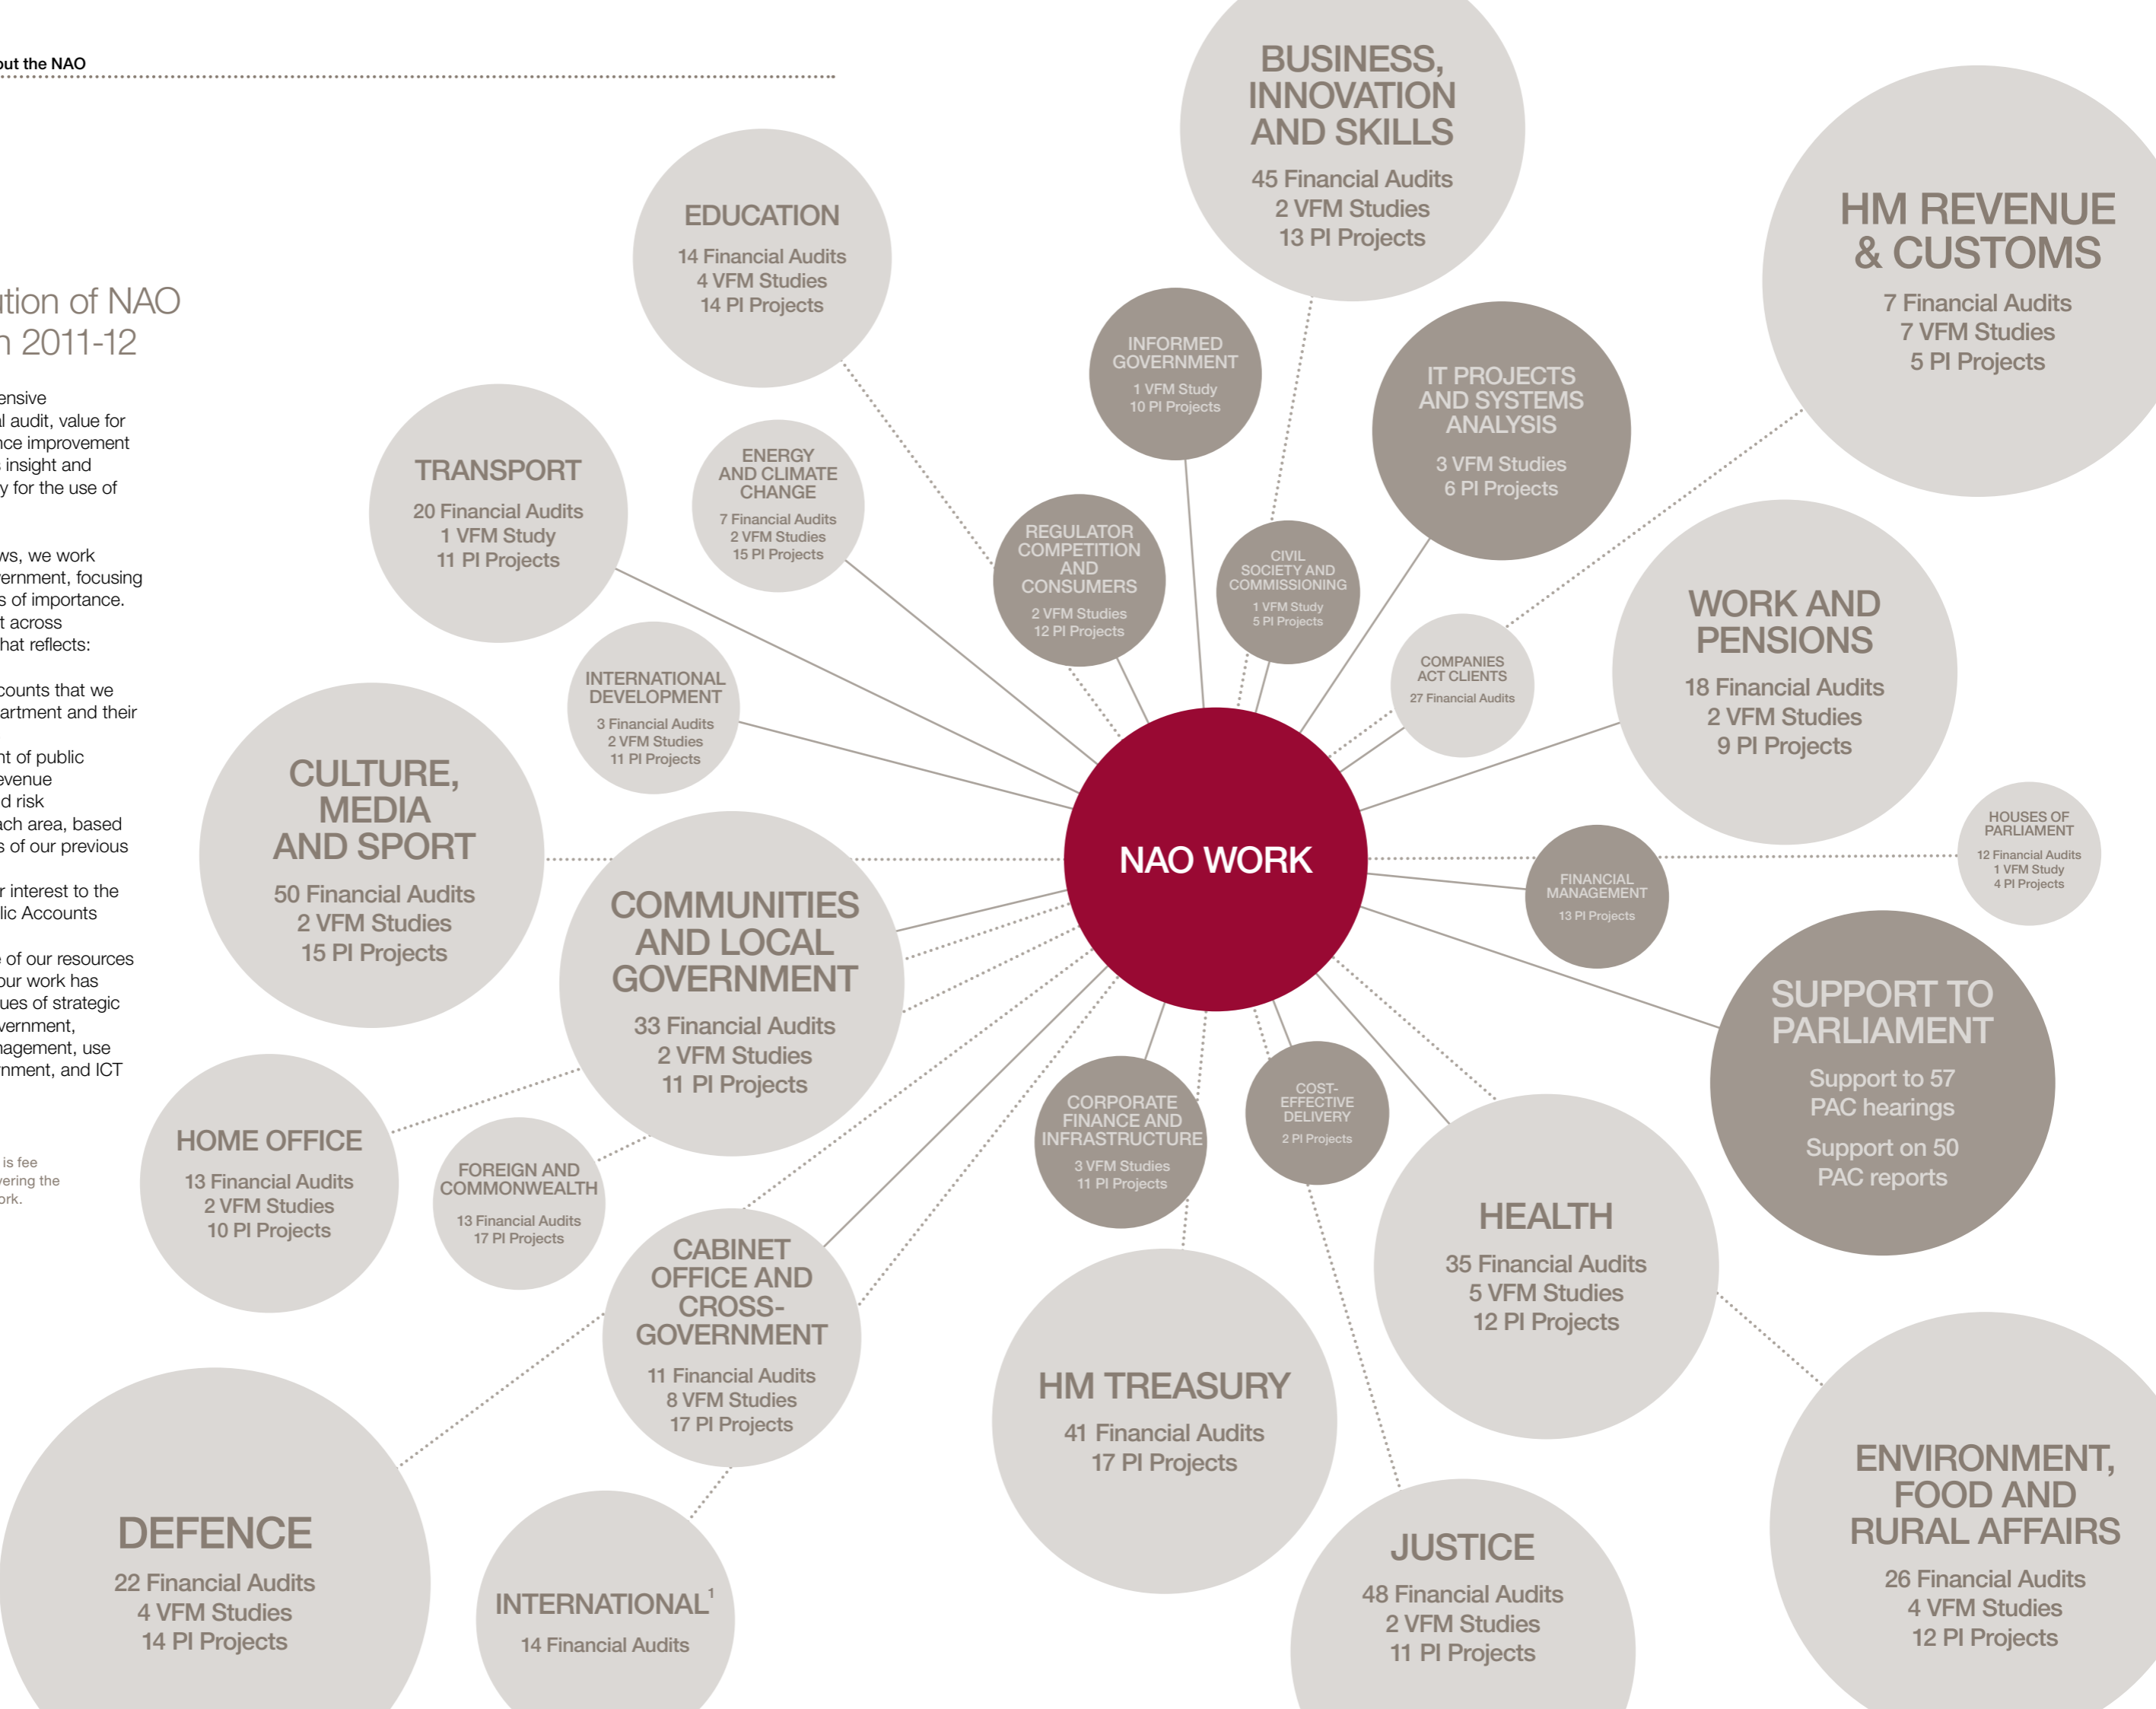 out the NAO
ution of NAO
n 2011-12
ensive
al audit, value for
nce improvement
s insight and
y for the use of
ws, we work
vernment, focusing
s of importance.
t across
that reflects:
counts that we
partment and their
nt of public
evenue
d risk
ach area, based
s of our previous
r interest to the
lic Accounts
e of our resources
our work has
ues of strategic
vernment,
nagement, use
rnment, and ICT
is fee
vering the
ork.
BUSINESS,
INNOVATION
AND SKILLS
45 Financial Audits
2 VFM Studies
13 PI Projects
EDUCATION
14 Financial Audits
4 VFM Studies
14 PI Projects
HM REVENUE
& CUSTOMS
7 Financial Audits
7 VFM Studies
5 PI Projects
INFORMED
GOVERNMENT
1 VFM Study
10 PI Projects
IT PROJECTS
AND SYSTEMS
ANALYSIS
3 VFM Studies
6 PI Projects
TRANSPORT
20 Financial Audits
1 VFM Study
11 PI Projects
ENERGY
AND CLIMATE
CHANGE
7 Financial Audits
2 VFM Studies
15 PI Projects
REGULATOR
COMPETITION
AND
CONSUMERS
2 VFM Studies
12 PI Projects
CIVIL
SOCIETY AND
COMMISSIONING
1 VFM Study
5 PI Projects
COMPANIES
ACT CLIENTS
27 Financial Audits
WORK AND
PENSIONS
18 Financial Audits
2 VFM Studies
9 PI Projects
INTERNATIONAL
DEVELOPMENT
3 Financial Audits
2 VFM Studies
11 PI Projects
CULTURE,
MEDIA
AND SPORT
50 Financial Audits
2 VFM Studies
15 PI Projects
NAO WORK
HOUSES OF
PARLIAMENT
12 Financial Audits
1 VFM Study
4 PI Projects
FINANCIAL
MANAGEMENT
13 PI Projects
COMMUNITIES
AND LOCAL
GOVERNMENT
33 Financial Audits
2 VFM Studies
11 PI Projects
SUPPORT TO
PARLIAMENT
Support to 57
PAC hearings
Support on 50
PAC reports
HOME OFFICE
13 Financial Audits
2 VFM Studies
10 PI Projects
FOREIGN AND
COMMONWEALTH
13 Financial Audits
17 PI Projects
CORPORATE
FINANCE AND
INFRASTRUCTURE
3 VFM Studies
11 PI Projects
COST-
EFFECTIVE
DELIVERY
2 PI Projects
HEALTH
35 Financial Audits
5 VFM Studies
12 PI Projects
CABINET
OFFICE AND
CROSS-
GOVERNMENT
11 Financial Audits
8 VFM Studies
17 PI Projects
HM TREASURY
41 Financial Audits
17 PI Projects
ENVIRONMENT,
FOOD AND
RURAL AFFAIRS
26 Financial Audits
4 VFM Studies
12 PI Projects
DEFENCE
22 Financial Audits
4 VFM Studies
14 PI Projects
INTERNATIONAL¹
14 Financial Audits
JUSTICE
48 Financial Audits
2 VFM Studies
11 PI Projects